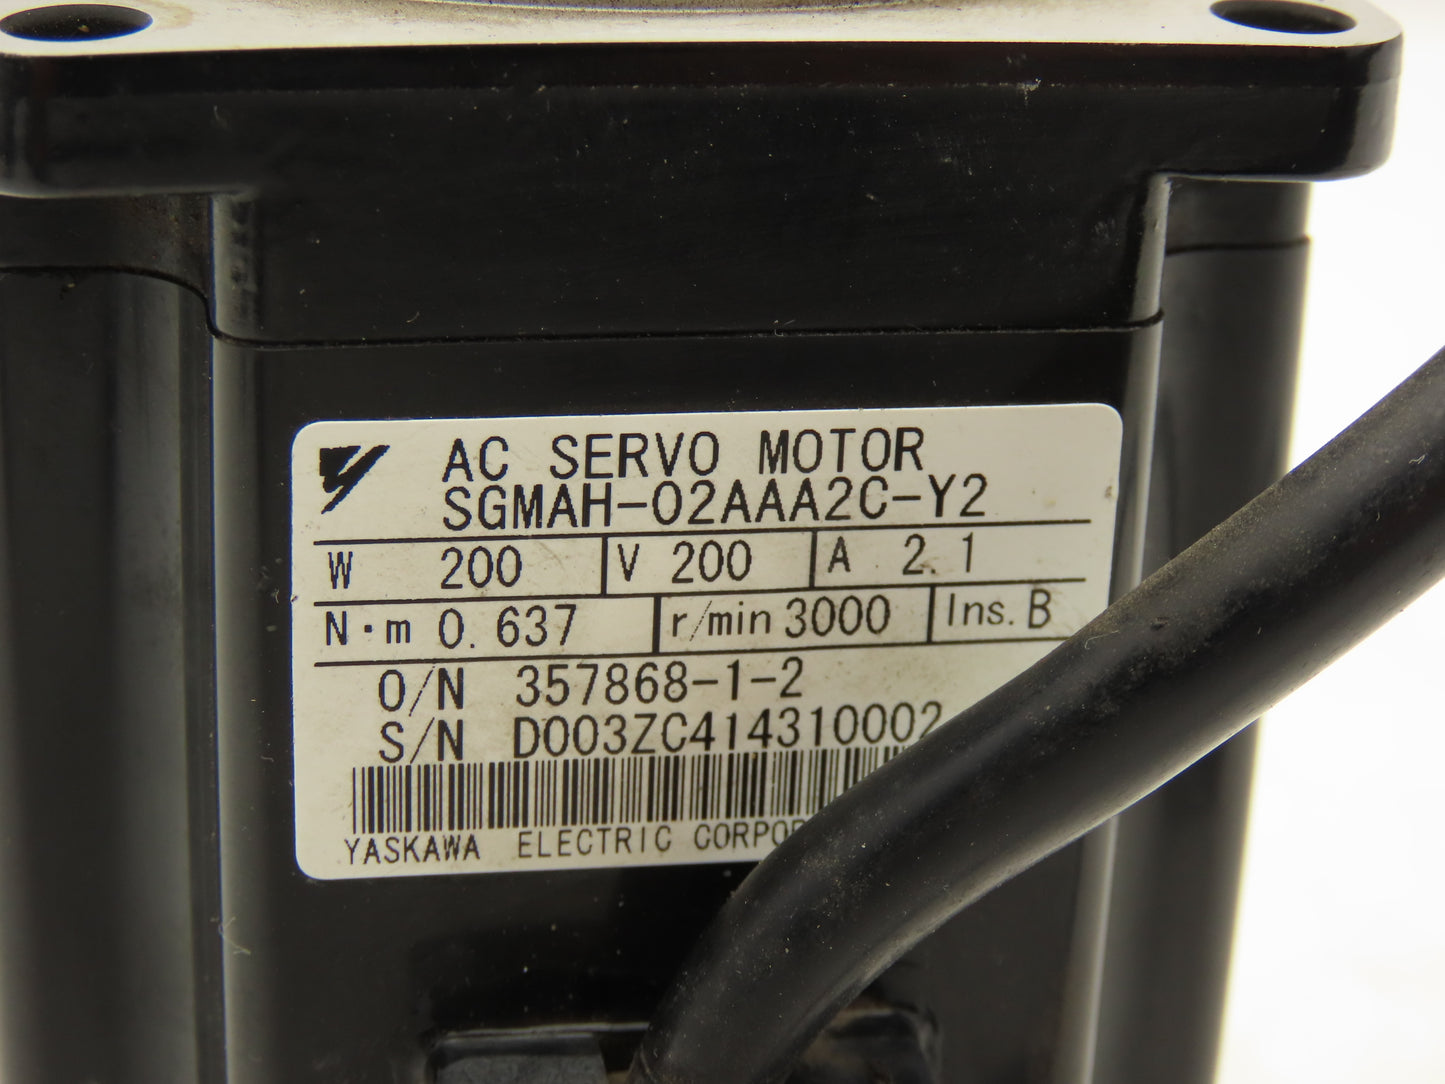 AC SERVO MOTOR
SGMAH-02AAA2C-Y2
W 200 V 200 A 2.1
N·m 0.637 r/min 3000 Ins. B
O/N 357868-1-2
S/N D003ZC414310002
YASKAWA ELECTRIC